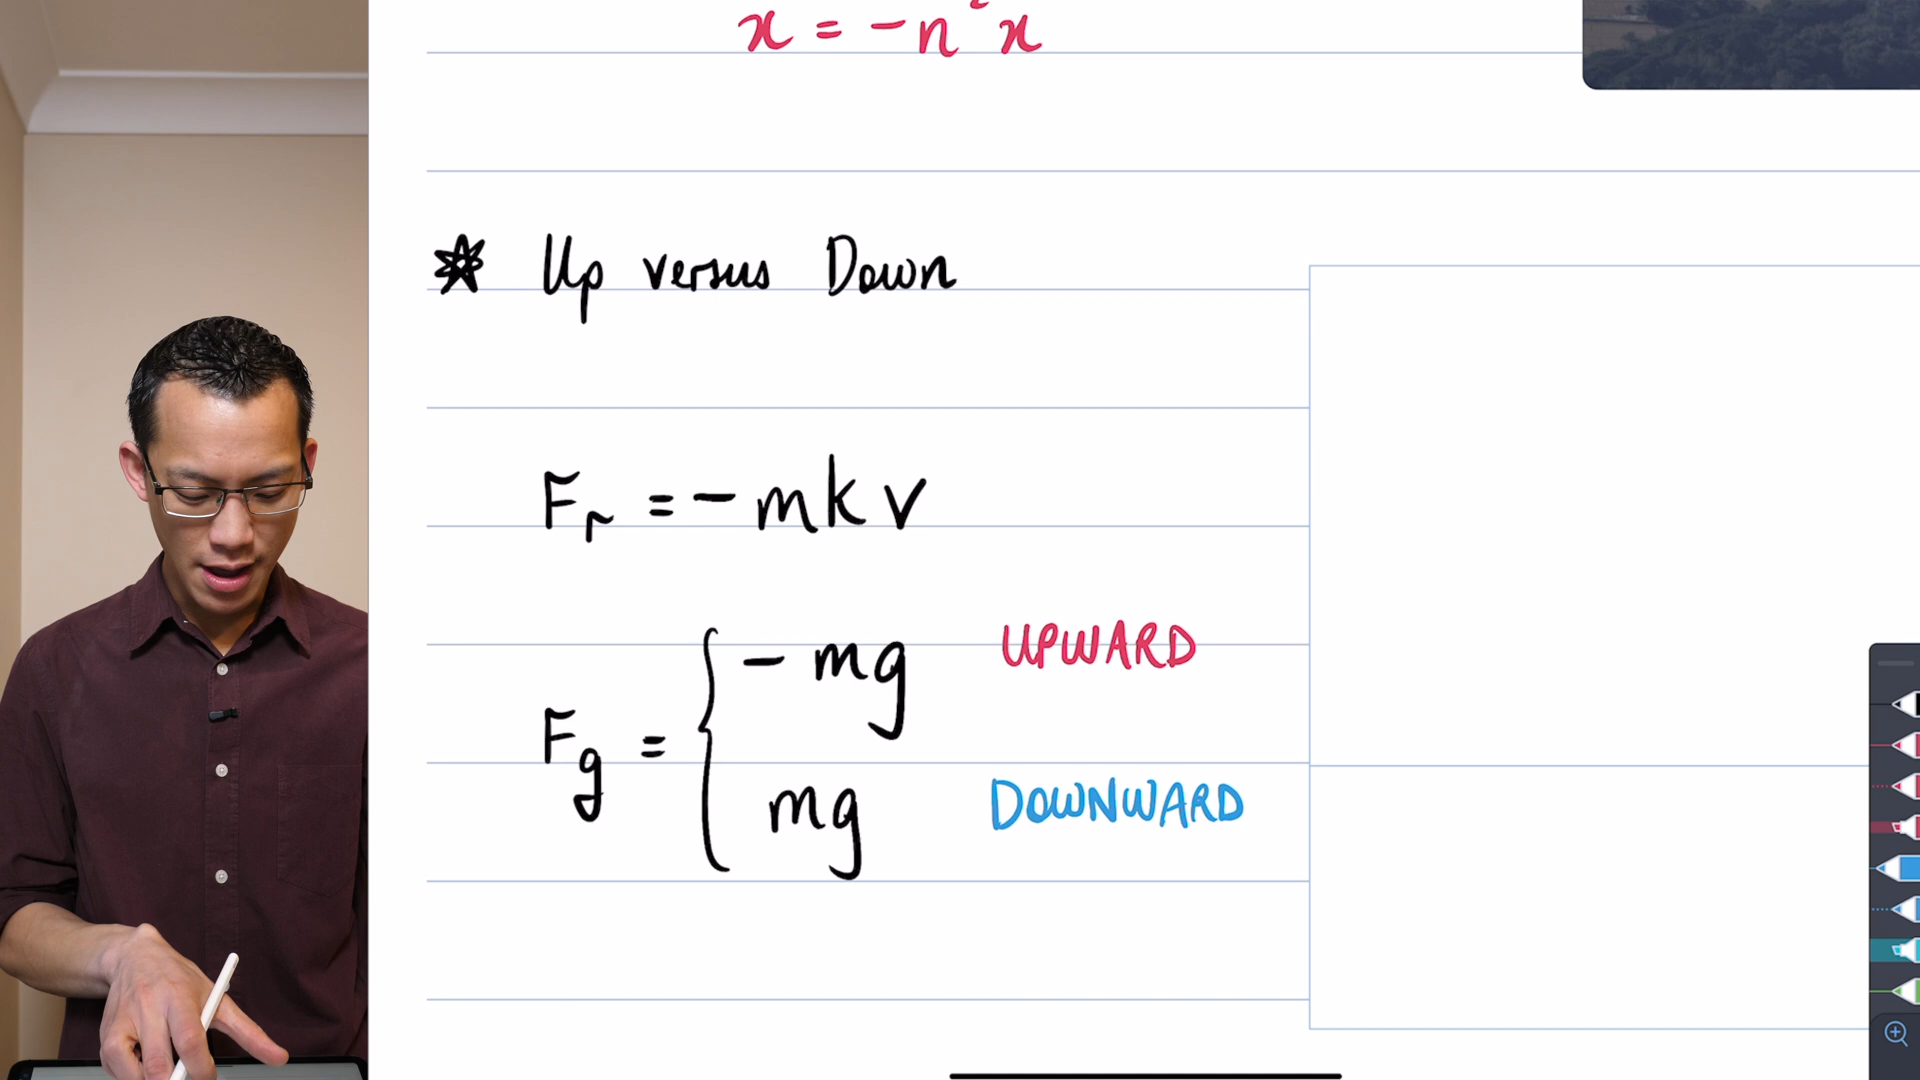 x = -n²x
* Up versus Down
Fr = - mkv
- mg UPWARD
Fg = {
mg DOWNWARD